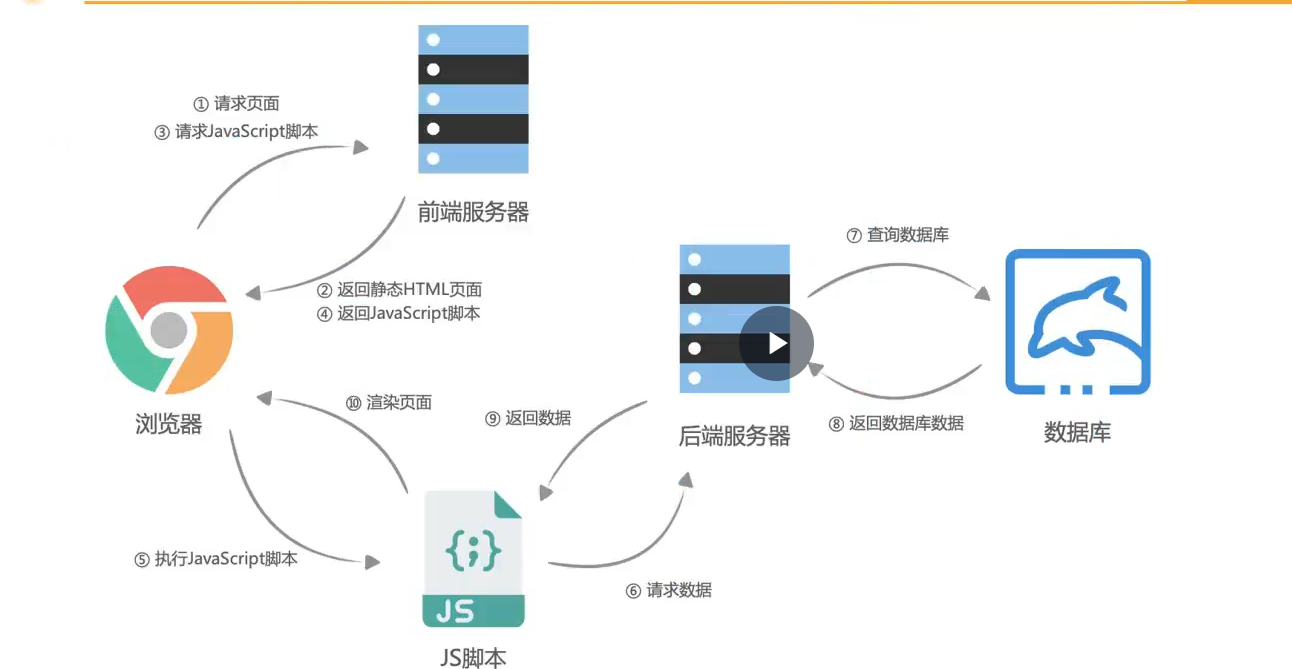 ① 请求页面
③ 请求JavaScript脚本
前端服务器
② 返回静态HTML页面
④ 返回JavaScript脚本
⑦ 查询数据库
浏览器
⑩ 渲染页面
⑨ 返回数据
后端服务器
⑧ 返回数据库数据
数据库
⑤ 执行JavaScript脚本
{;}
JS
⑥ 请求数据
JS脚本